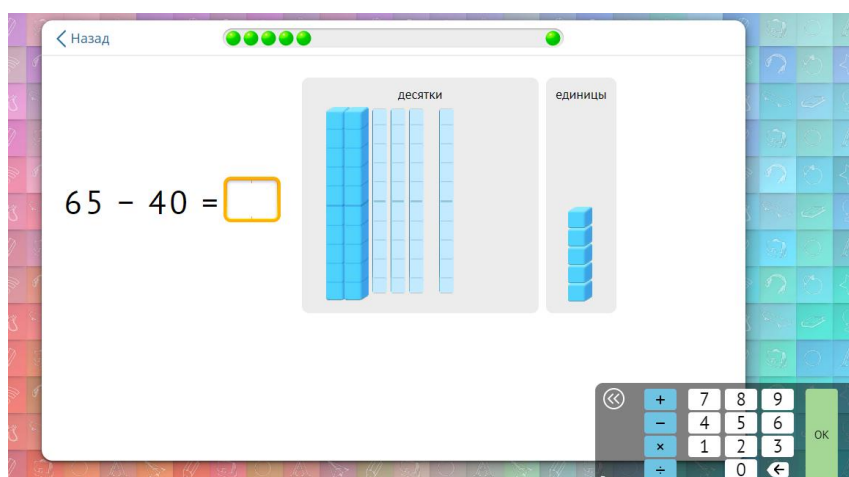 Назад
десятки
единицы
65 - 40 =
+ 7 8 9
- 4 5 6
× 1 2 3
OK
÷ 0